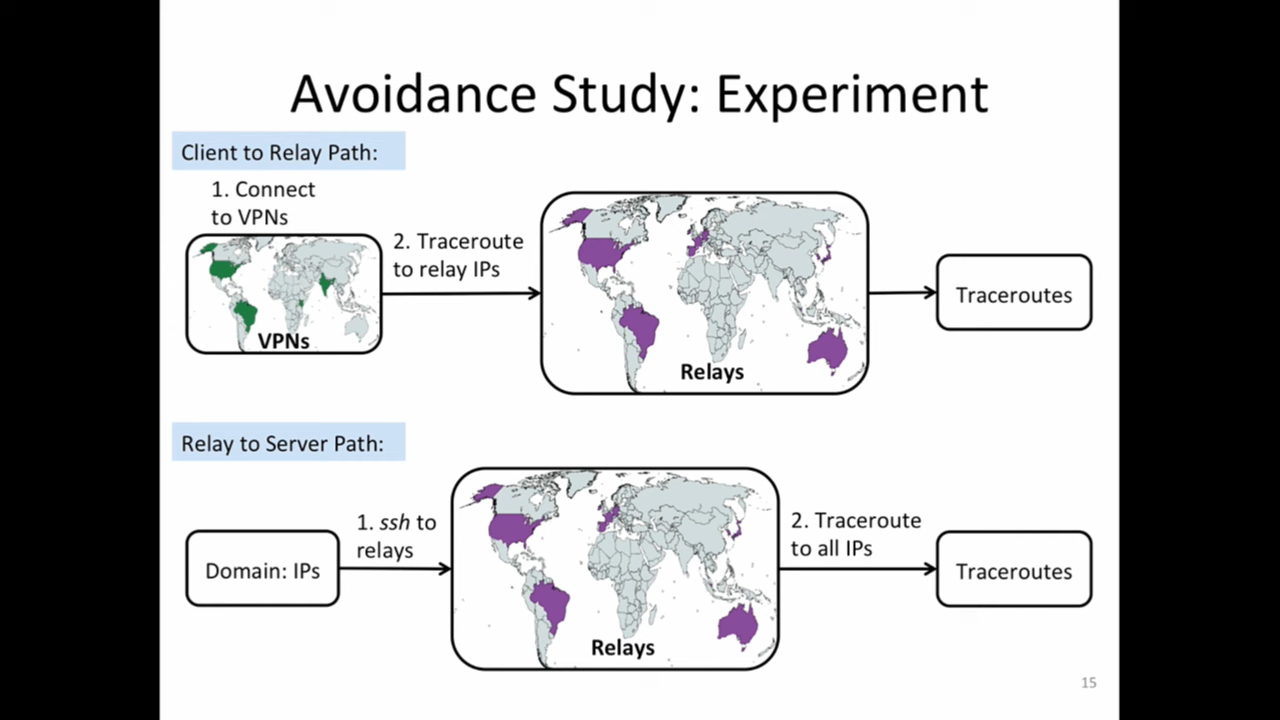 Avoidance Study: Experiment
Client to Relay Path:
1. Connect
to VPNs
VPNs
2. Traceroute
to relay IPs
Relays
Traceroutes
Relay to Server Path:
Domain: IPs
1. ssh to
relays
Relays
2. Traceroute
to all IPs
Traceroutes
15